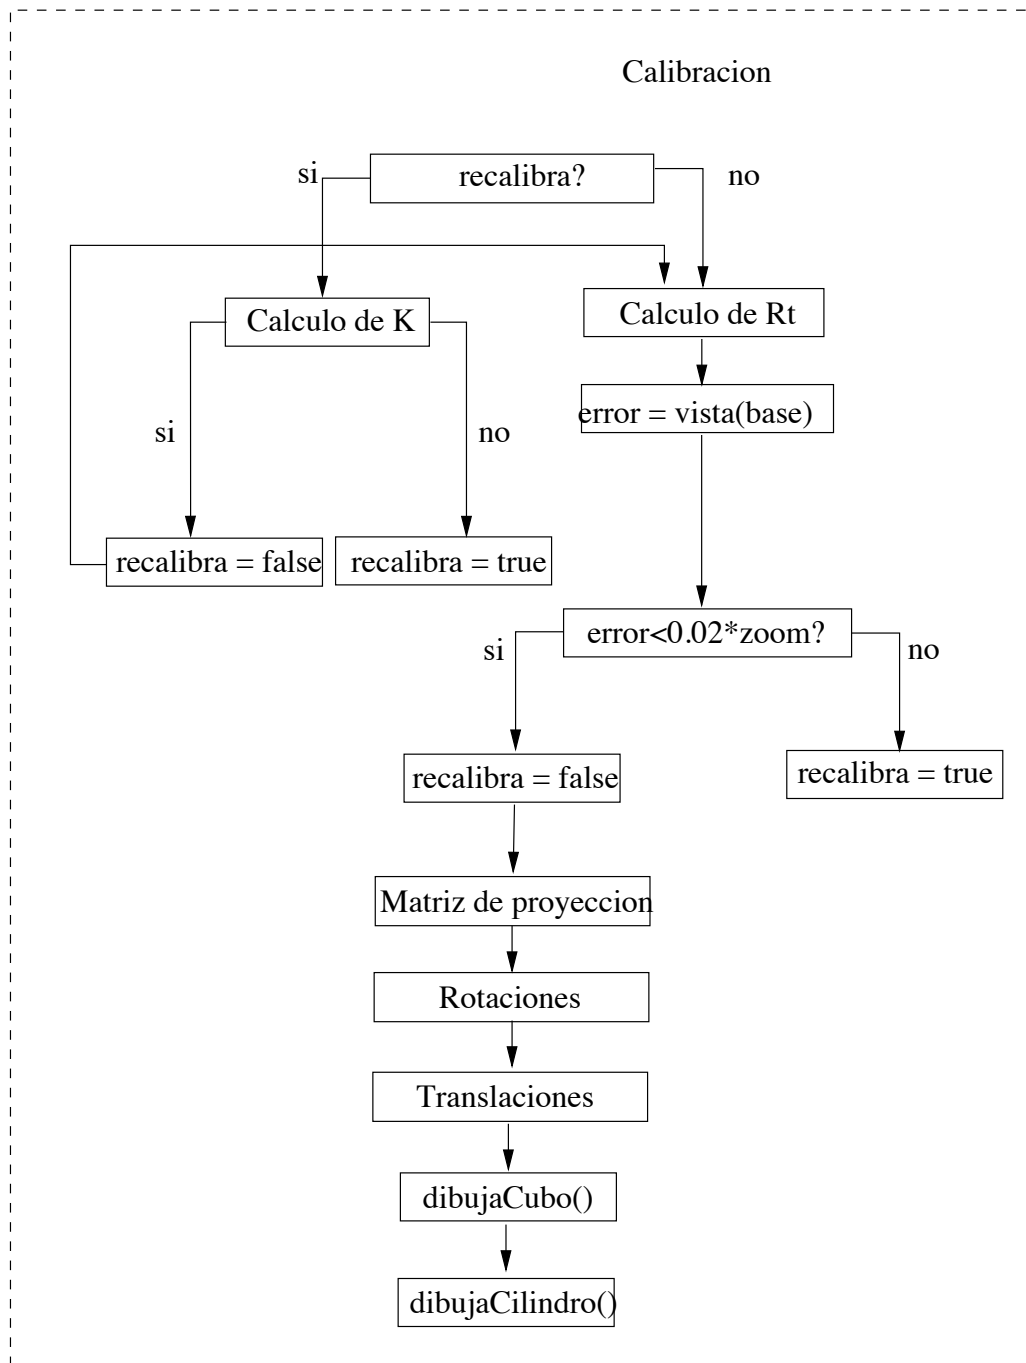 Calibracion
si
recalibra?
no
Calculo de K
Calculo de Rt
error = vista(base)
si
no
recalibra = false
recalibra = true
error<0.02*zoom?
si
no
recalibra = false
recalibra = true
Matriz de proyeccion
Rotaciones
Translaciones
dibujaCubo()
dibujaCilindro()